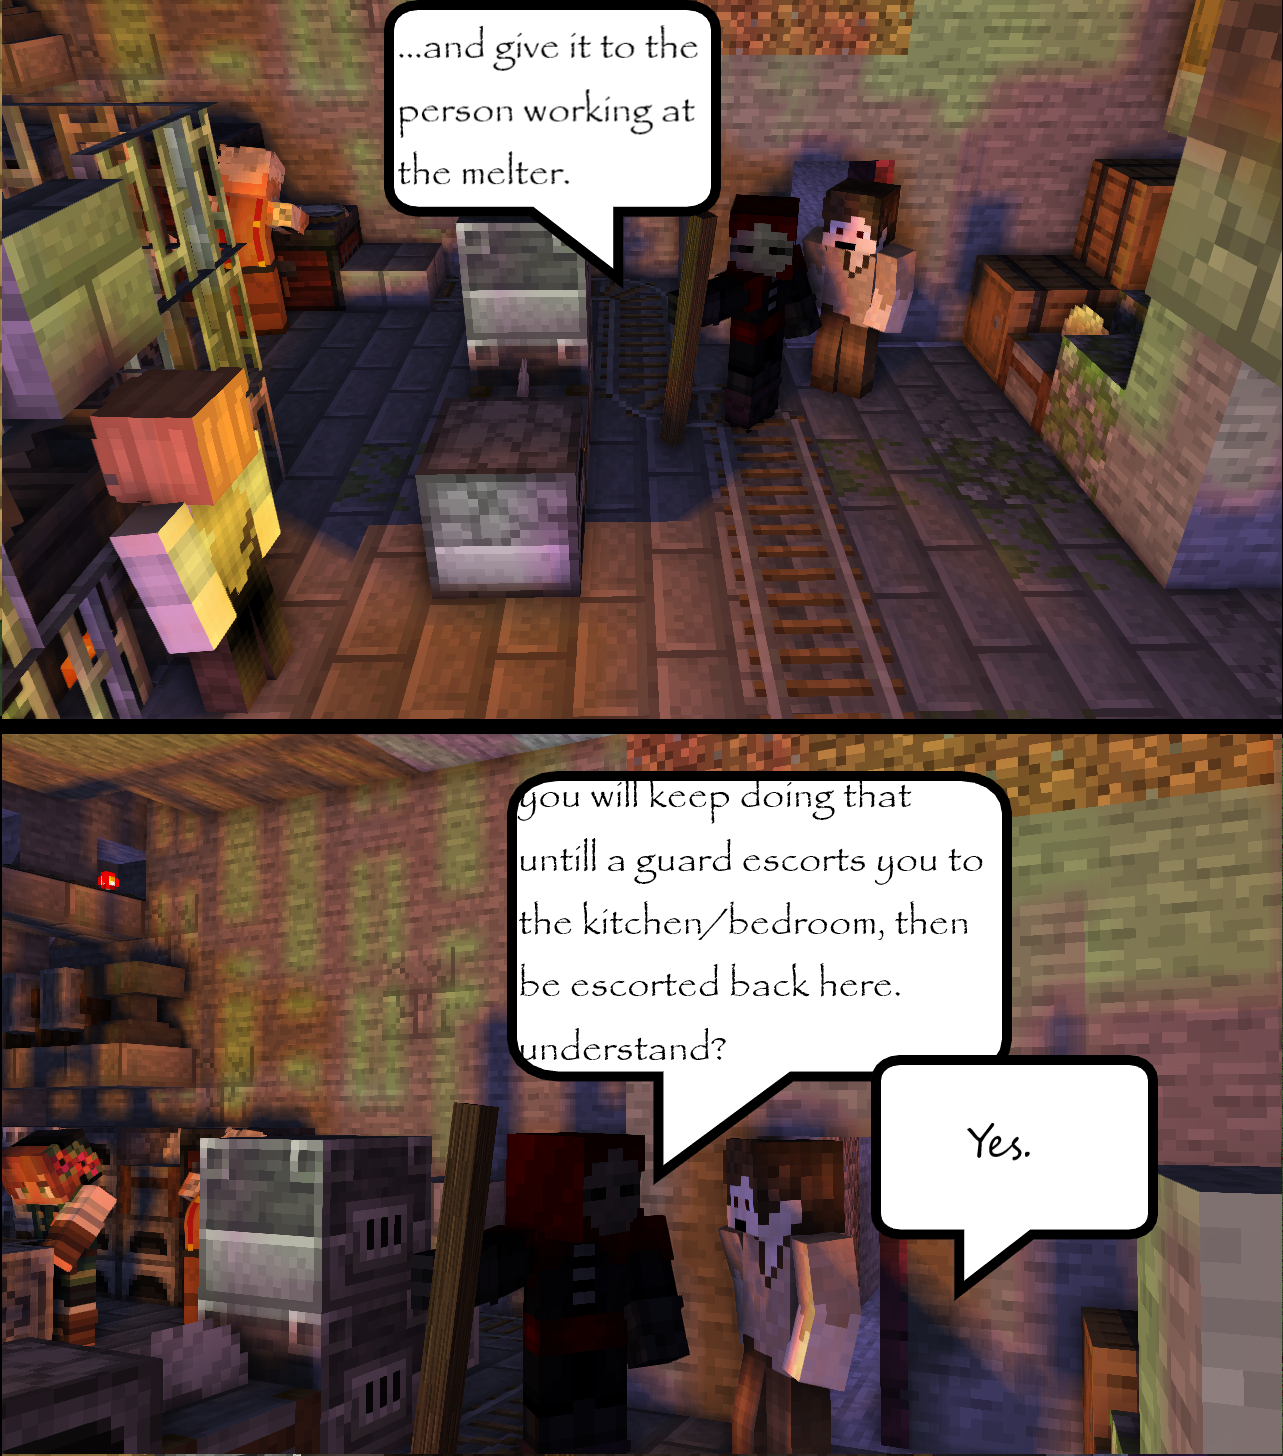 ...and give it to the
person working at
the melter.
you will keep doing that
untill a guard escorts you to
the kitchen/bedroom, then
be escorted back here.
understand?
Yes.